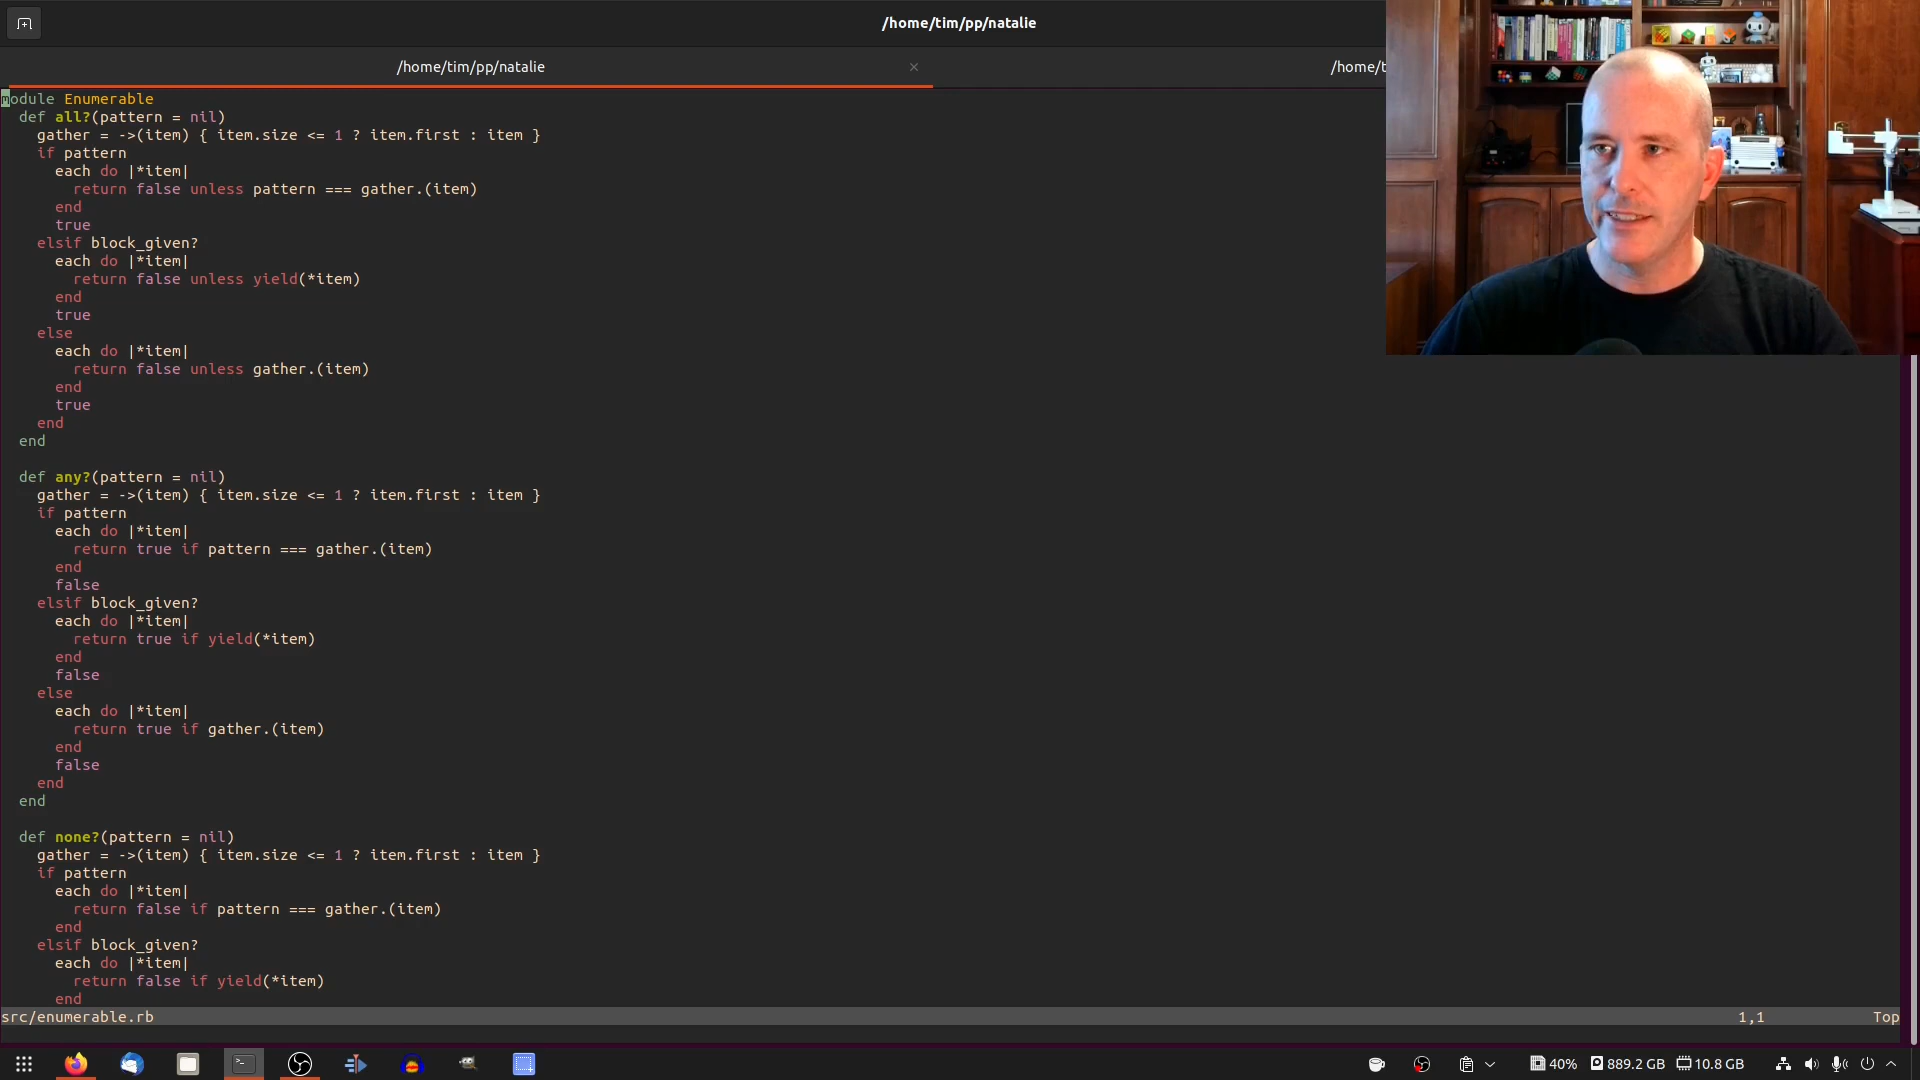 /home/tim/pp/natalie
/home/tim/pp/natalie
/home/t
module Enumerable
  def all?(pattern = nil)
    gather = ->(item) { item.size <= 1 ? item.first : item }
    if pattern
      each do |*item|
        return false unless pattern === gather.(item)
      end
      true
    elsif block_given?
      each do |*item|
        return false unless yield(*item)
      end
      true
    else
      each do |*item|
        return false unless gather.(item)
      end
      true
    end
  end
  def any?(pattern = nil)
    gather = ->(item) { item.size <= 1 ? item.first : item }
    if pattern
      each do |*item|
        return true if pattern === gather.(item)
      end
      false
    elsif block_given?
      each do |*item|
        return true if yield(*item)
      end
      false
    else
      each do |*item|
        return true if gather.(item)
      end
      false
    end
  end
  def none?(pattern = nil)
    gather = ->(item) { item.size <= 1 ? item.first : item }
    if pattern
      each do |*item|
        return false if pattern === gather.(item)
      end
    elsif block_given?
      each do |*item|
        return false if yield(*item)
      end
src/enumerable.rb 1,1 Top
40% 889.2 GB 10.8 GB